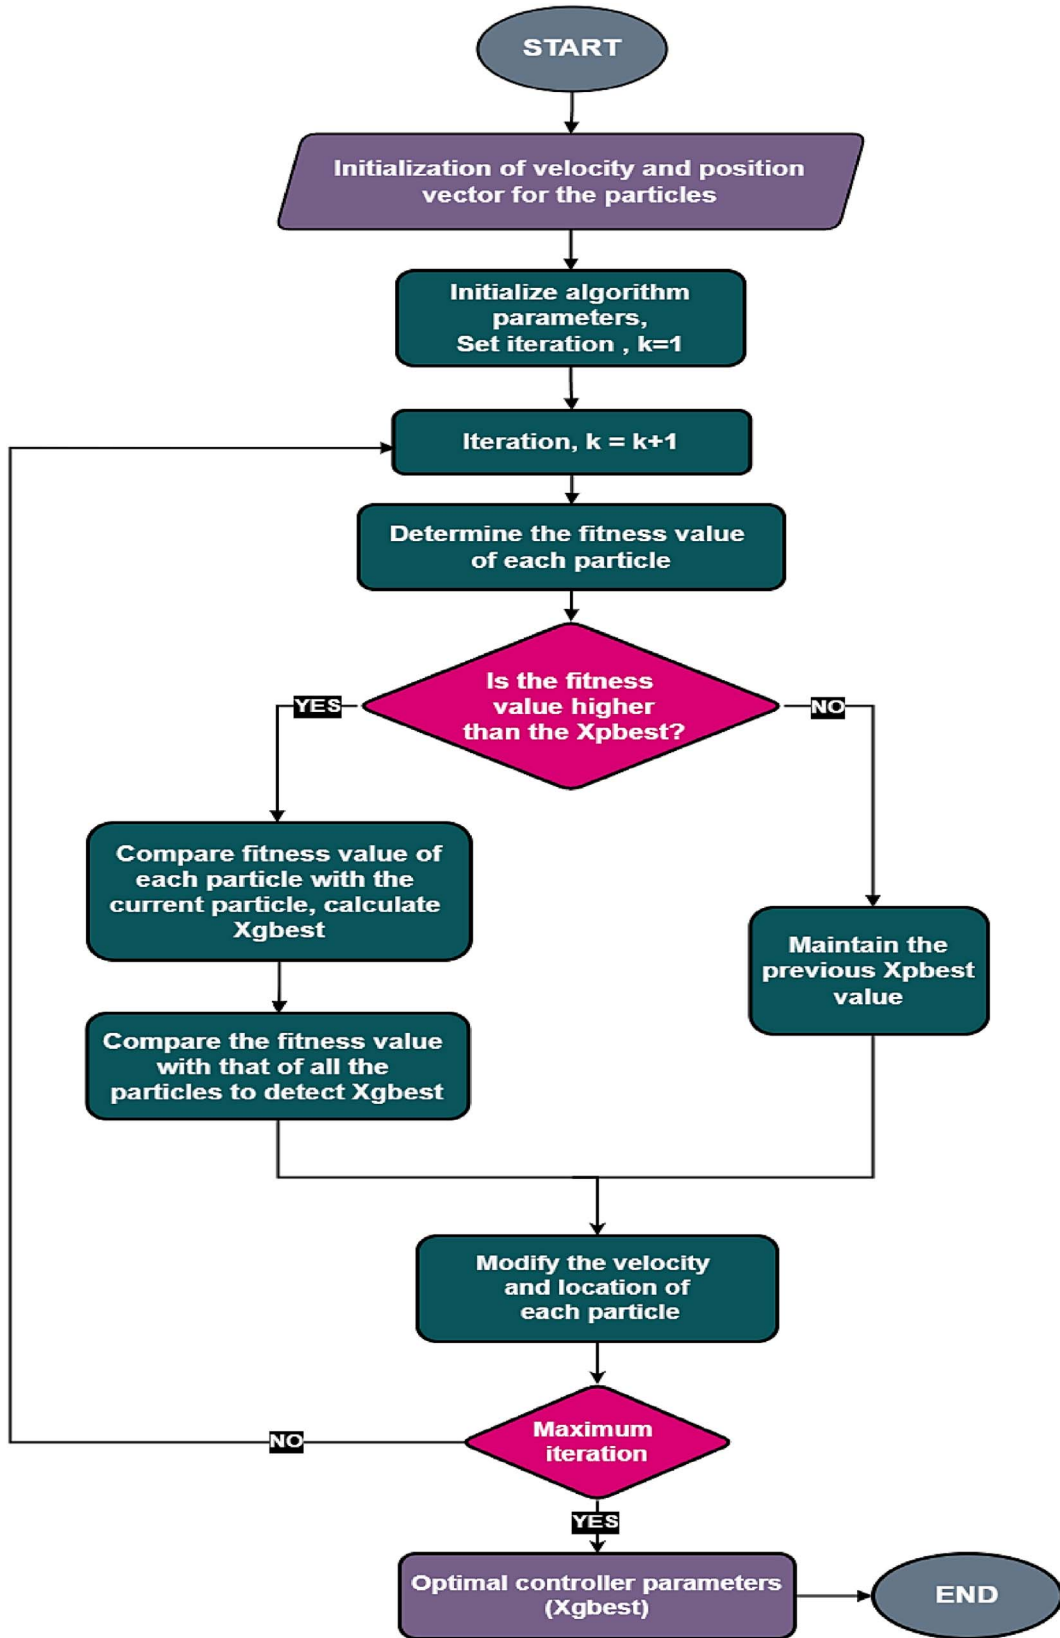 START
Initialization of velocity and position
vector for the particles
Initialize algorithm
parameters,
Set iteration , k=1
Iteration, k = k+1
Determine the fitness value
of each particle
Is the fitness
value higher
than the Xpbest?
YES
NO
Compare fitness value of
each particle with the
current particle, calculate
Xgbest
Maintain the
previous Xpbest
value
Compare the fitness value
with that of all the
particles to detect Xgbest
Modify the velocity
and location of
each particle
Maximum
iteration
NO
YES
Optimal controller parameters
(Xgbest)
END